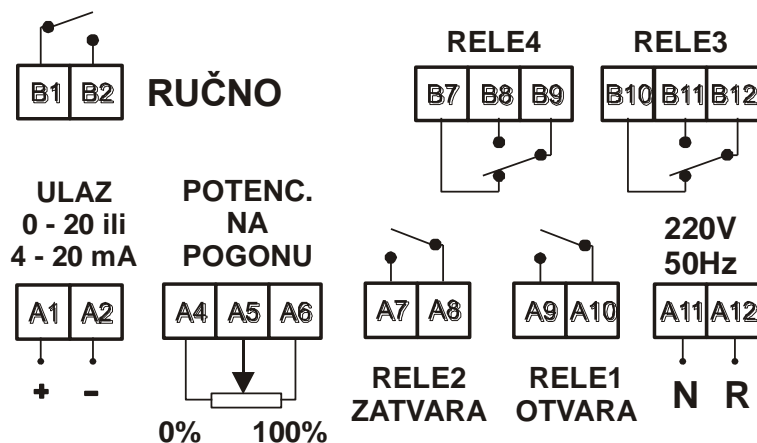 B1 B2 RUČNO
RELE4
B7 B8 B9
RELE3
B10 B11 B12
ULAZ
0 - 20 ili
4 - 20 mA
A1 A2
+ -
POTENC.
NA
POGONU
A4 A5 A6
0% 100%
A7 A8
RELE2
ZATVARA
A9 A10
RELE1
OTVARA
220V
50Hz
A11 A12
N R